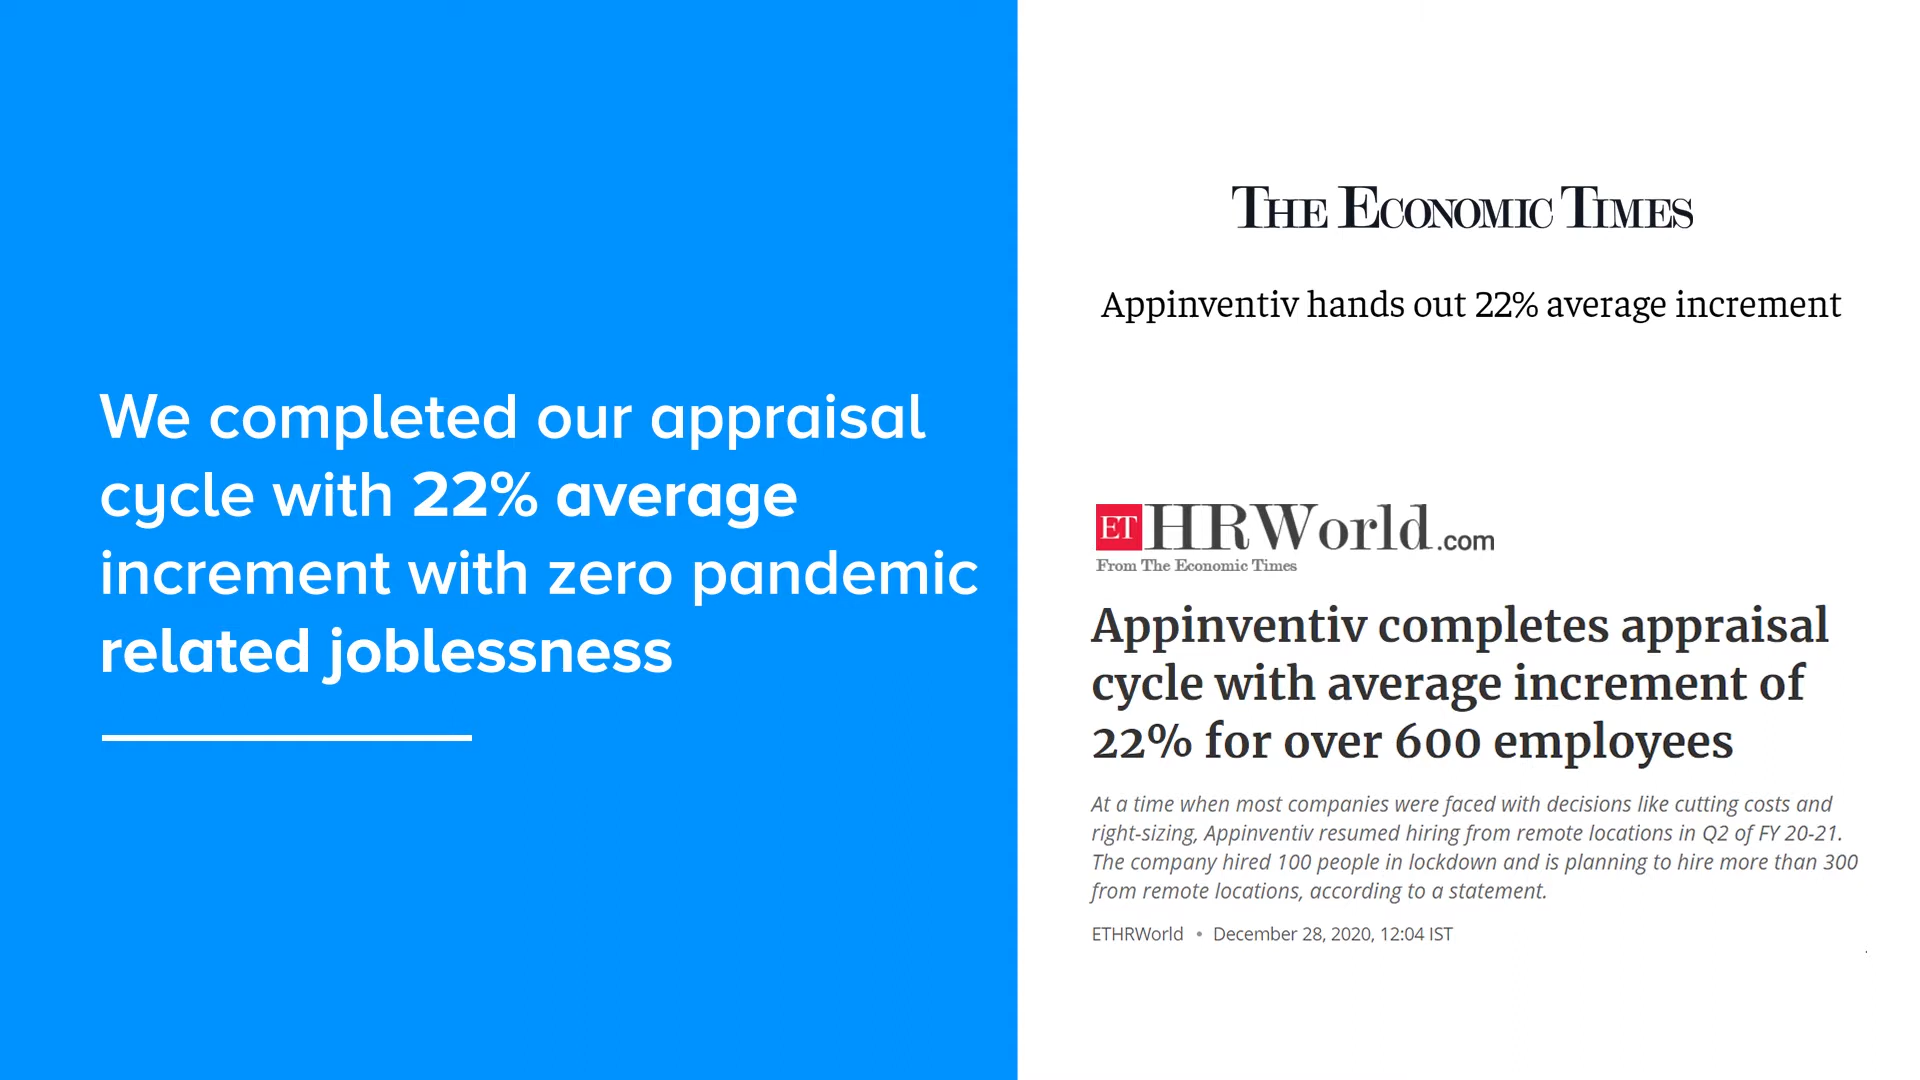 We completed our appraisal
cycle with 22% average
increment with zero pandemic
related joblessness
THE ECONOMIC TIMES
Appinventiv hands out 22% average increment
ET HRWorld.com
From The Economic Times
Appinventiv completes appraisal
cycle with average increment of
22% for over 600 employees
At a time when most companies were faced with decisions like cutting costs and
right-sizing, Appinventiv resumed hiring from remote locations in Q2 of FY 20-21.
The company hired 100 people in lockdown and is planning to hire more than 300
from remote locations, according to a statement.
ETHRWorld • December 28, 2020, 12:04 IST